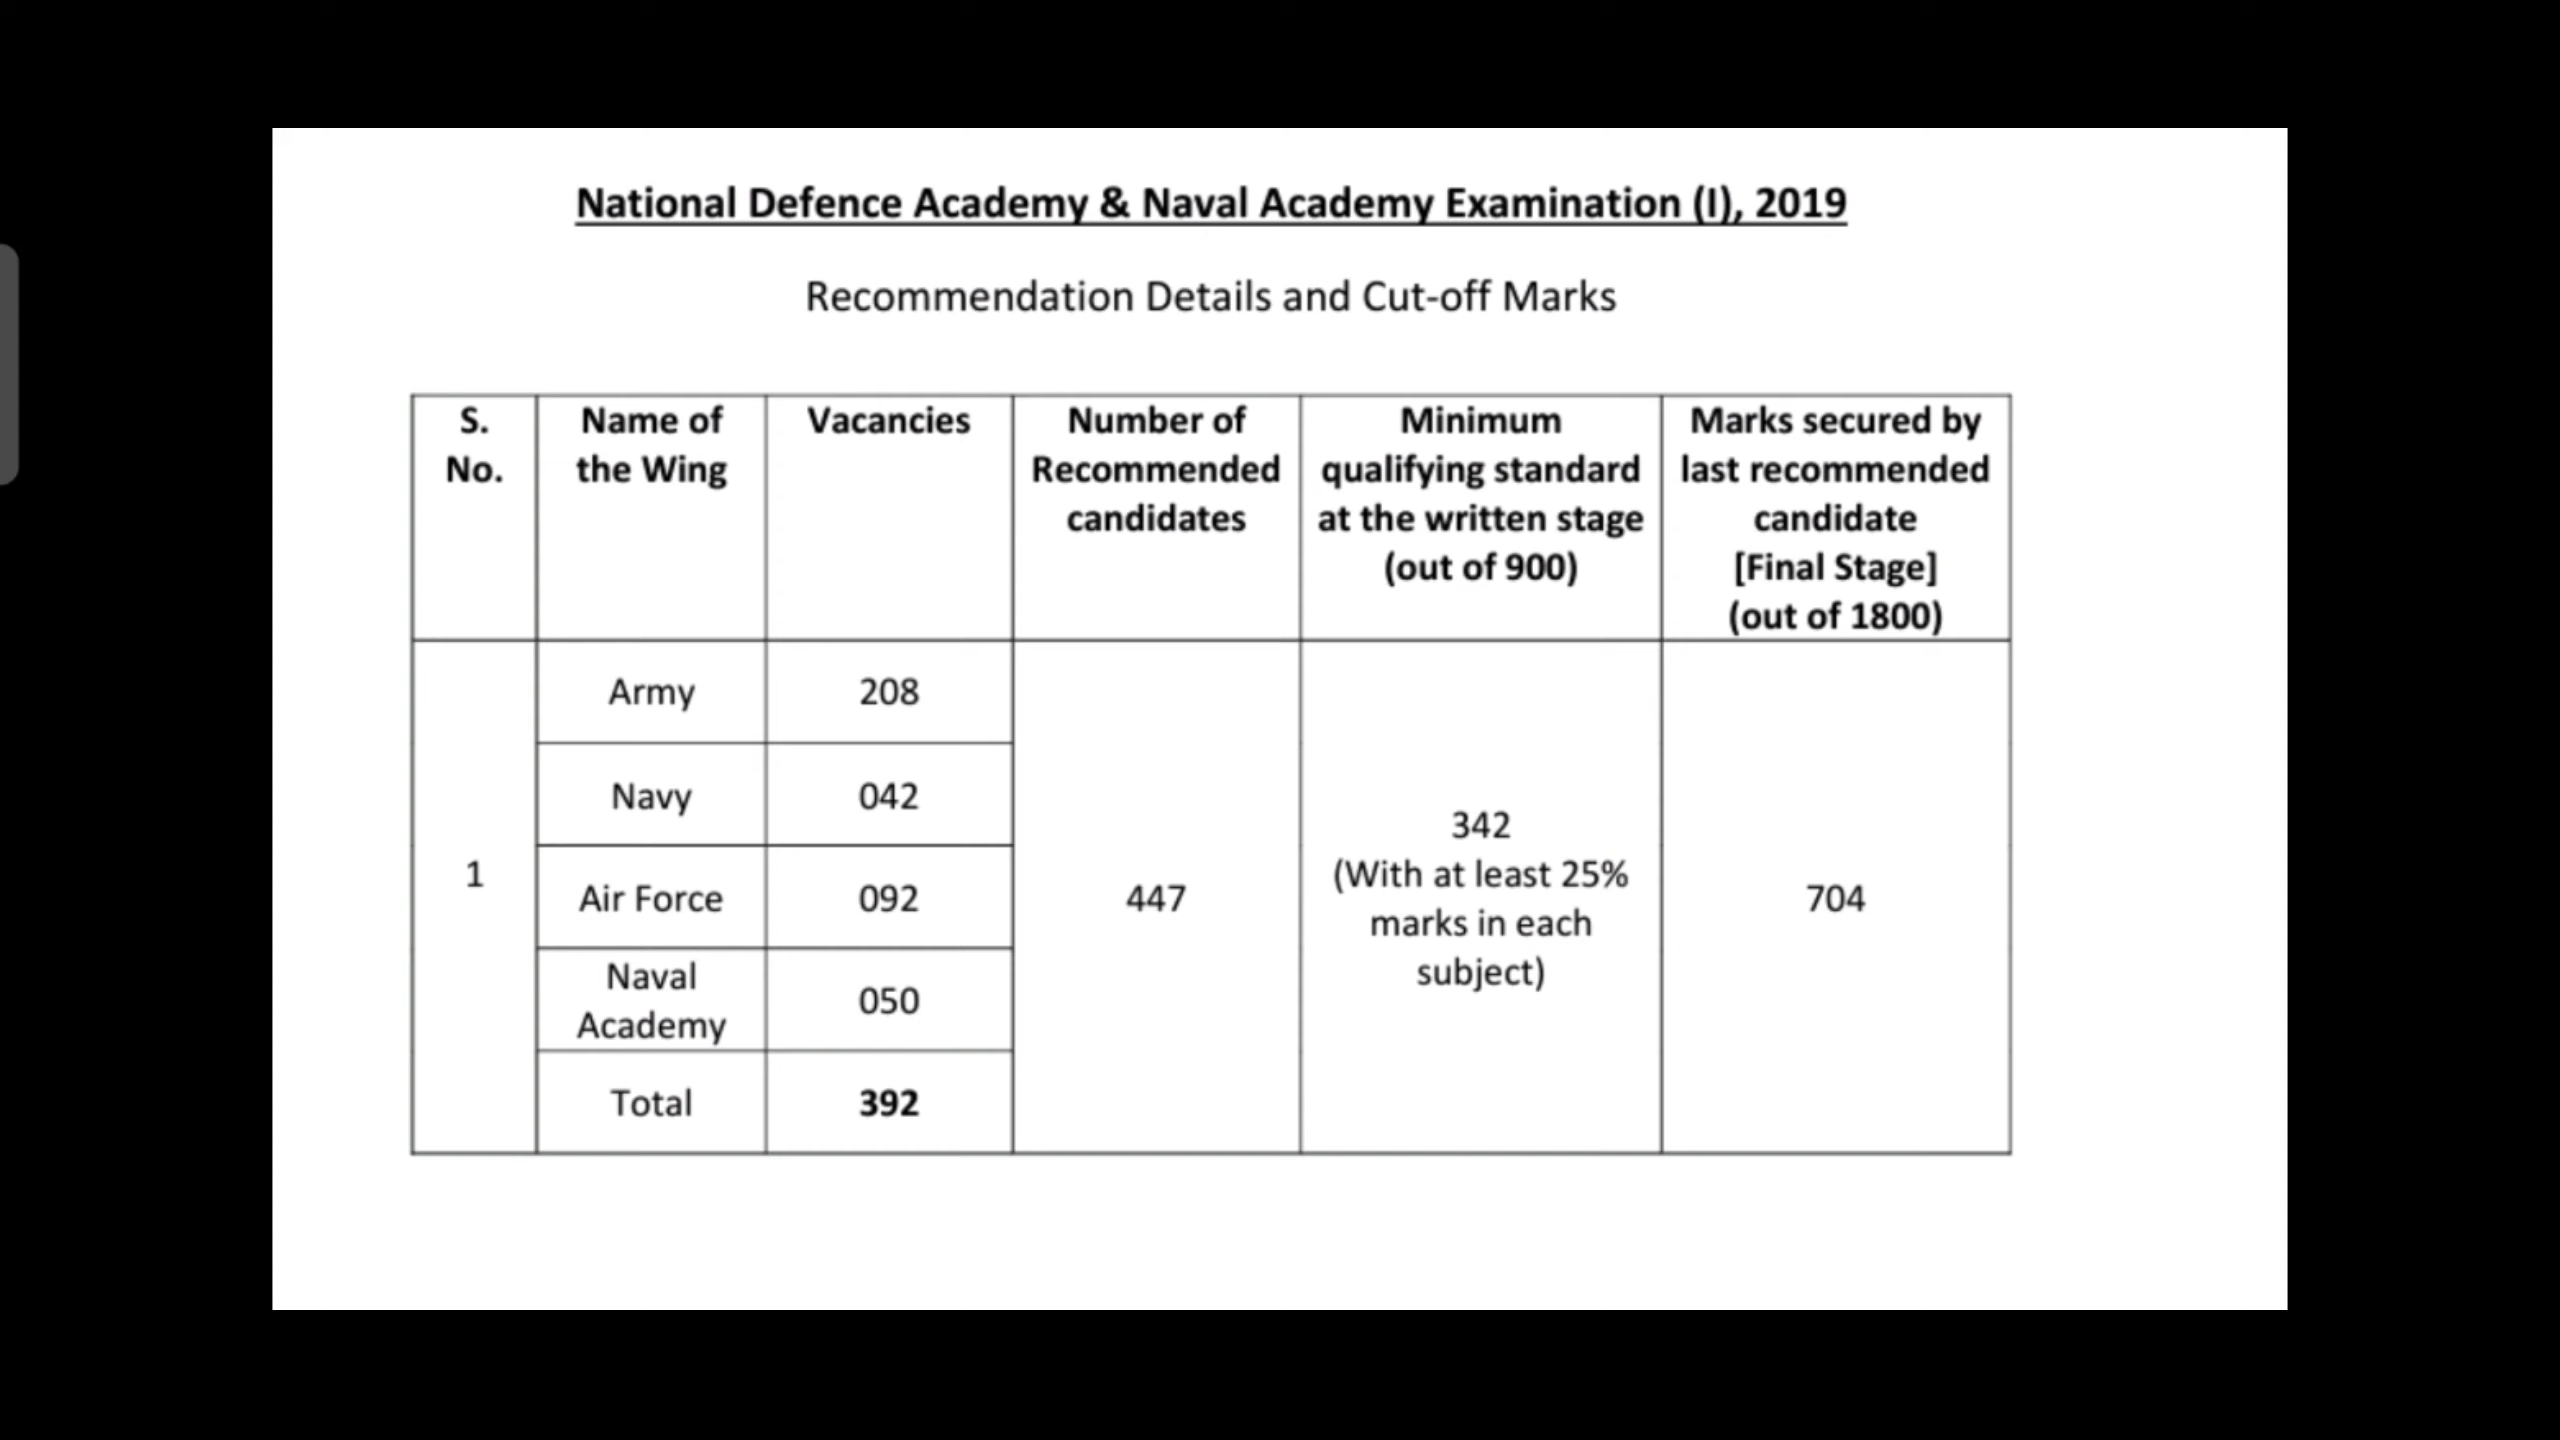 National Defence Academy & Naval Academy Examination (I), 2019
Recommendation Details and Cut-off Marks
S.
No.
Name of
the Wing
Vacancies
Number of
Recommended
candidates
Minimum
qualifying standard
at the written stage
(out of 900)
Marks secured by
last recommended
candidate
[Final Stage]
(out of 1800)
1
Army
208
Navy
042
Air Force
092
Naval
Academy
050
Total
392
447
342
(With at least 25%
marks in each
subject)
704